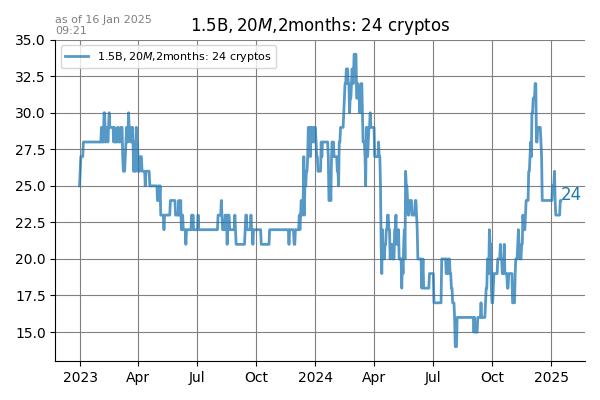 as of 16 Jan 2025
09:21
1.5B, 20M,2months: 24 cryptos
1.5B, 20M,2months: 24 cryptos
35.0
32.5
30.0
27.5
25.0
22.5
20.0
17.5
15.0
24
2023
Apr
Jul
Oct
2024
Apr
Jul
Oct
2025